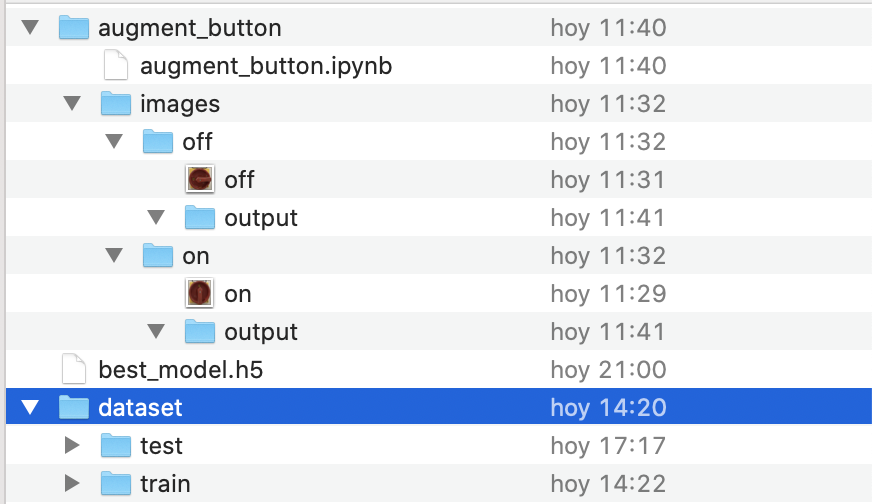 augment_button hoy 11:40
augment_button.ipynb hoy 11:40
images hoy 11:32
off hoy 11:32
off hoy 11:31
output hoy 11:41
on hoy 11:32
on hoy 11:29
output hoy 11:41
best_model.h5 hoy 21:00
dataset hoy 14:20
test hoy 17:17
train hoy 14:22